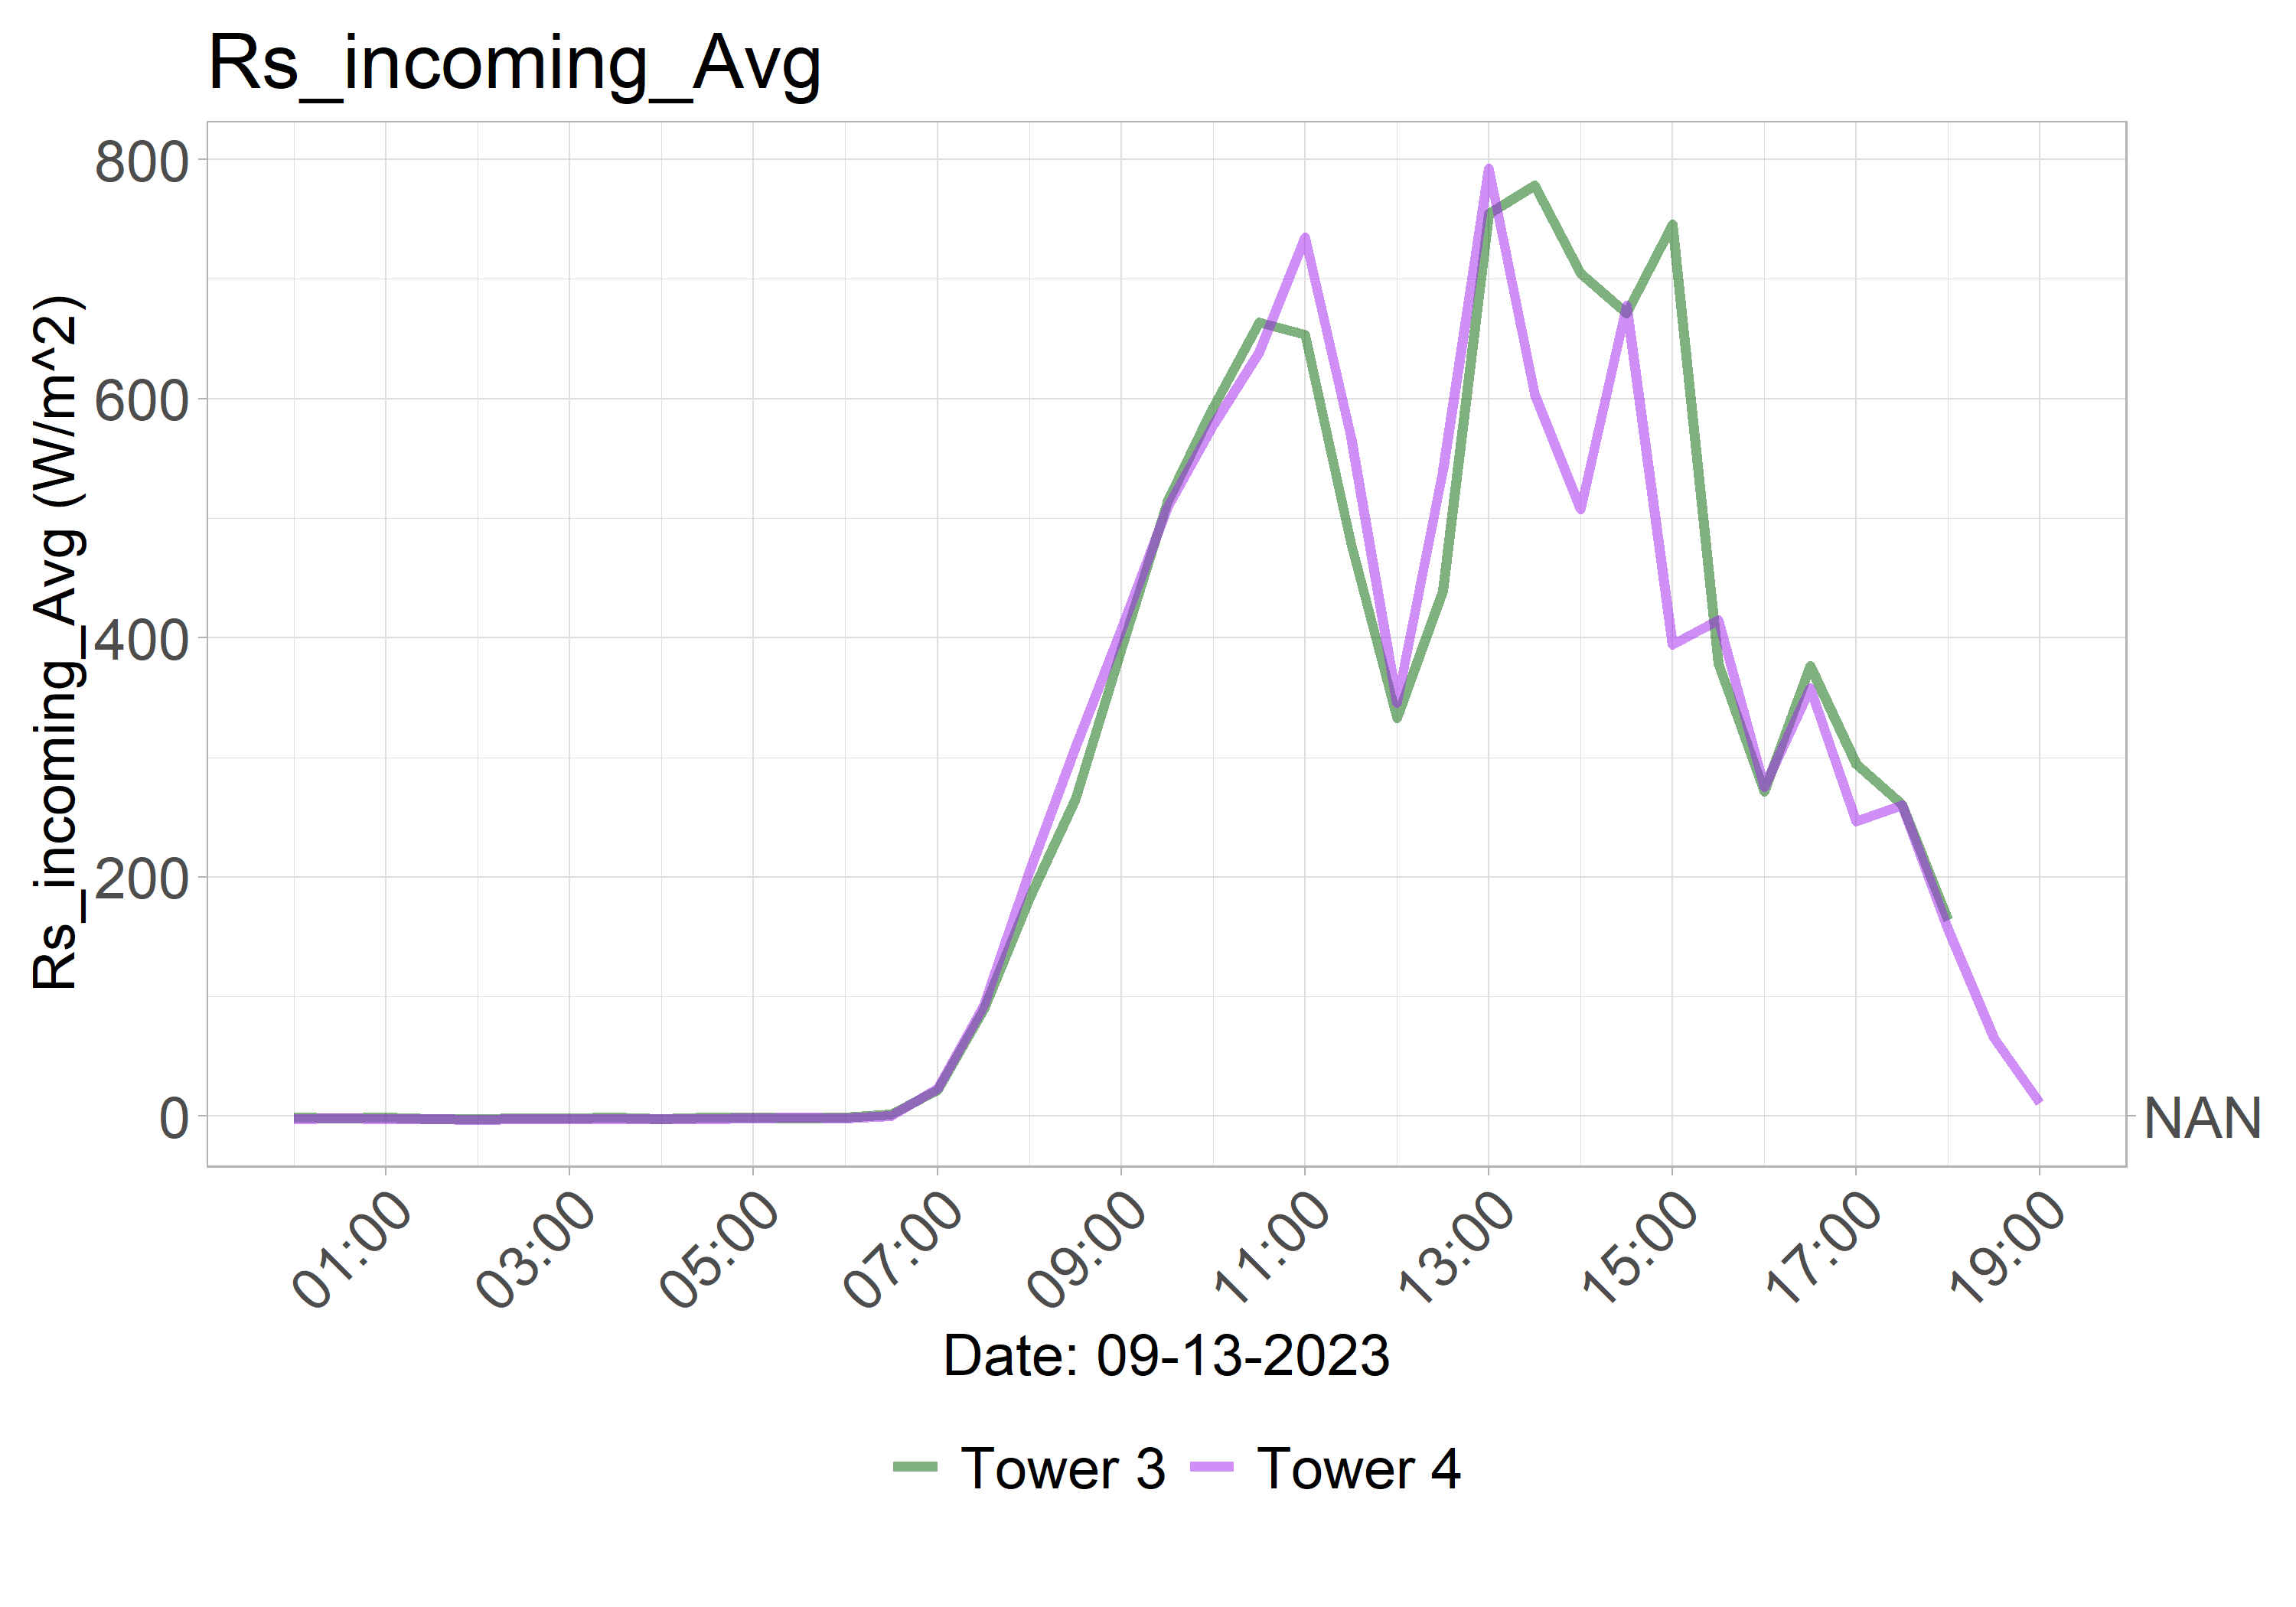 Rs_incoming_Avg
Rs_incoming_Avg (W/m^2)
800
600
400
200
0
NAN
01:00 03:00 05:00 07:00 09:00 11:00 13:00 15:00 17:00 19:00
Date: 09-13-2023
Tower 3 Tower 4